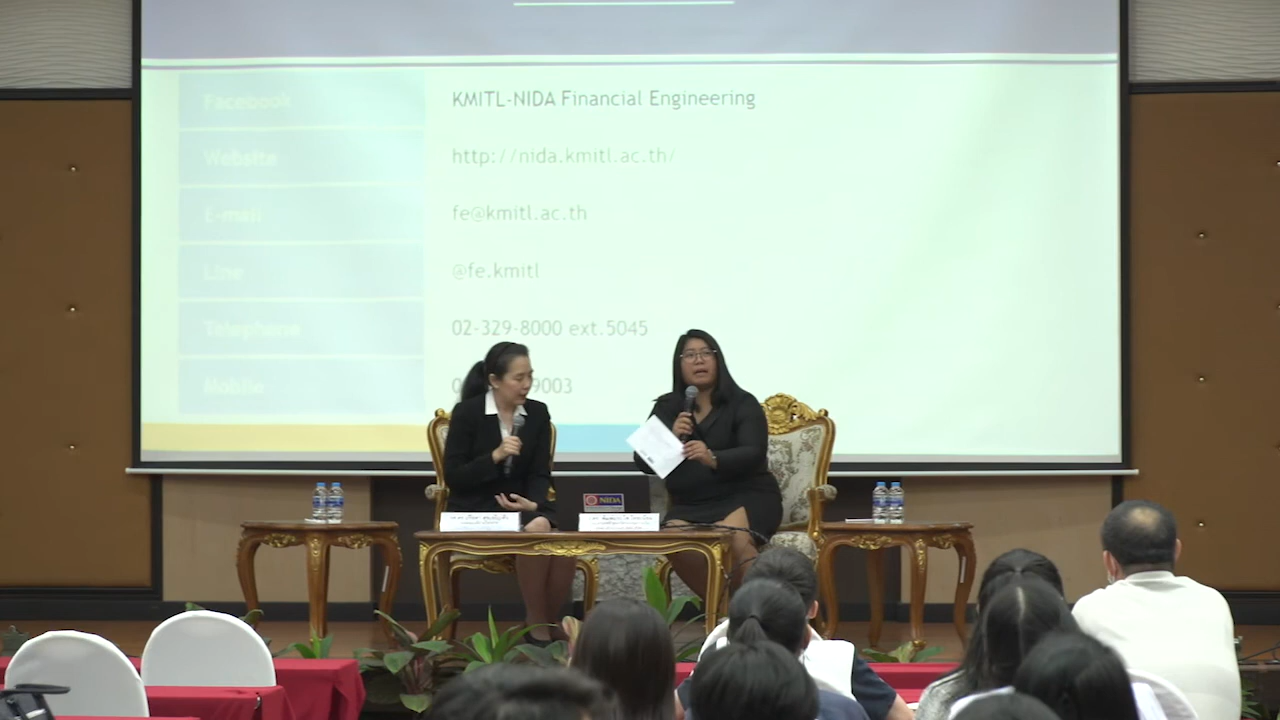 Facebook KMITL-NIDA Financial Engineering
Website http://nida.kmitl.ac.th/
E-mail fe@kmitl.ac.th
Line @fe.kmitl
Telephone 02-329-8000 ext.5045
Mobile 9003
NIDA